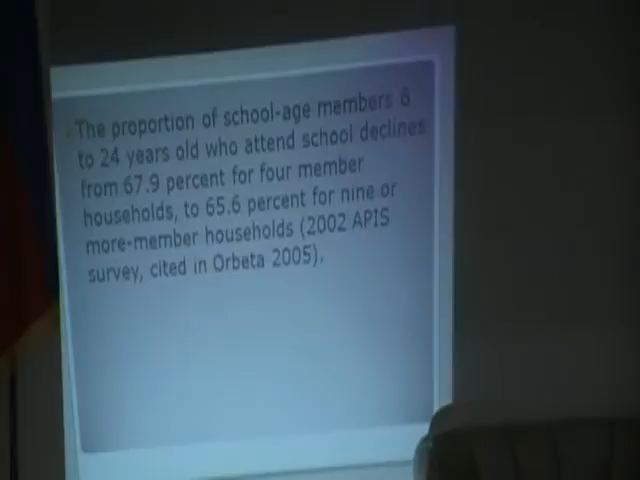 The proportion of school-age members 6
to 24 years old who attend school declines
from 67.9 percent for four member
households, to 65.6 percent for nine or
more-member households (2002 APIS
survey, cited in Orbeta 2005).